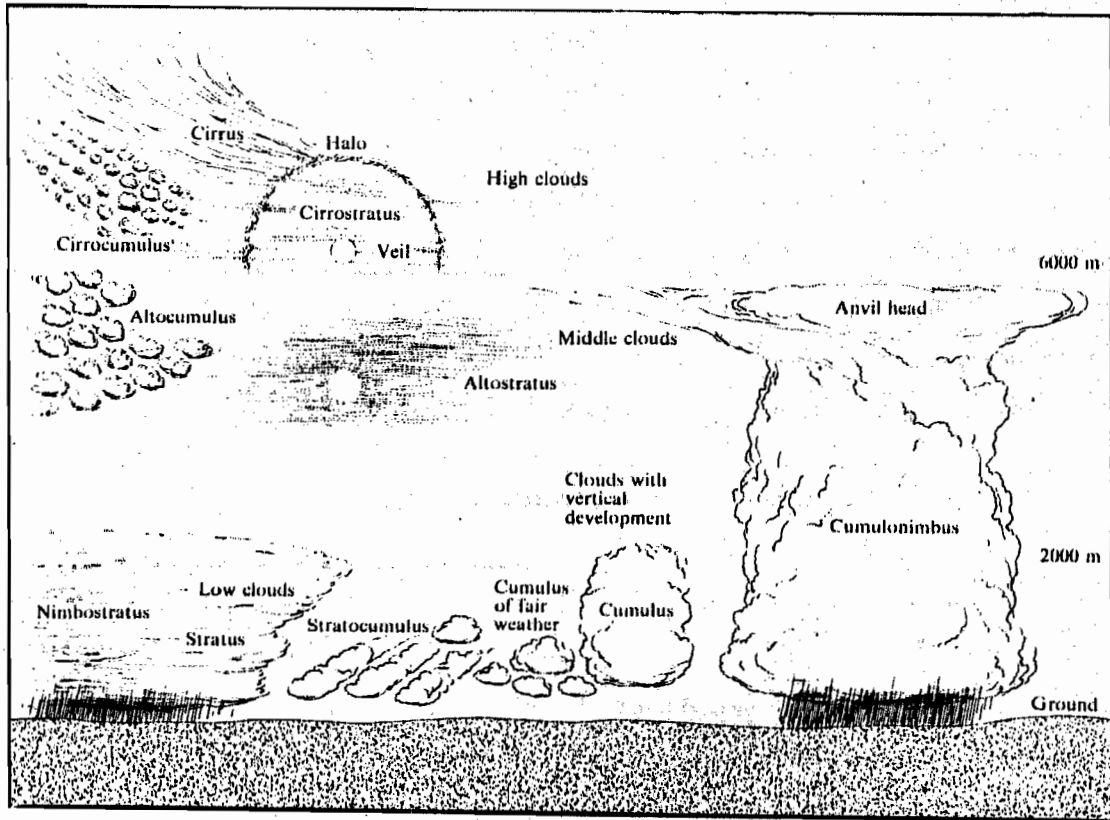 Cirrus
Halo
High clouds
Cirrostratus
Cirrocumulus
Veil
6000 m
Altocumulus
Anvil head
Middle clouds
Altostratus
Clouds with
vertical
development
Cumulonimbus
2000 m
Low clouds
Nimbostratus
Cumulus
of fair
weather
Cumulus
Stratocumulus
Stratus
Ground